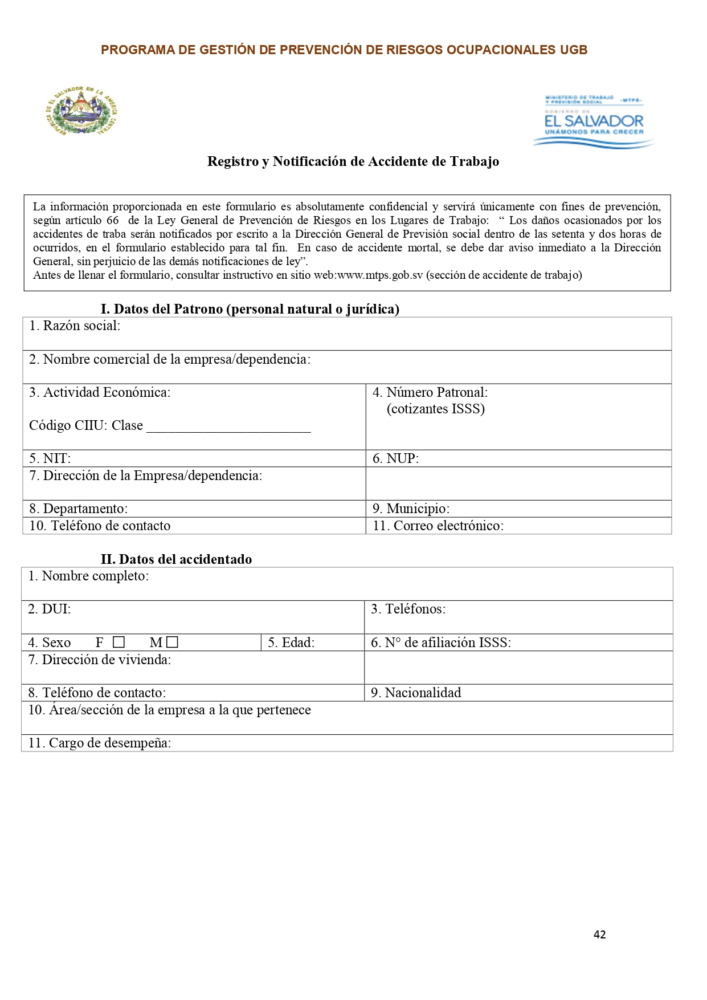 PROGRAMA DE GESTIÓN DE PREVENCIÓN DE RIESGOS OCUPACIONALES UGB
REPUBLICA DE EL SALVADOR EN LA AMERICA CENTRAL
MINISTERIO DE TRABAJO
Y PREVISIÓN SOCIAL -MTPS-
GOBIERNO DE
EL SALVADOR
UNÁMONOS PARA CRECER
Registro y Notificación de Accidente de Trabajo
La información proporcionada en este formulario es absolutamente confidencial y servirá únicamente con fines de prevención,
según artículo 66 de la Ley General de Prevención de Riesgos en los Lugares de Trabajo: “ Los daños ocasionados por los
accidentes de traba serán notificados por escrito a la Dirección General de Previsión social dentro de las setenta y dos horas de
ocurridos, en el formulario establecido para tal fin. En caso de accidente mortal, se debe dar aviso inmediato a la Dirección
General, sin perjuicio de las demás notificaciones de ley”.
Antes de llenar el formulario, consultar instructivo en sitio web:www.mtps.gob.sv (sección de accidente de trabajo)
I. Datos del Patrono (personal natural o jurídica)
1. Razón social:
2. Nombre comercial de la empresa/dependencia:
3. Actividad Económica:
Código CIIU: Clase _______________________
4. Número Patronal:
(cotizantes ISSS)
5. NIT:
6. NUP:
7. Dirección de la Empresa/dependencia:
8. Departamento:
9. Municipio:
10. Teléfono de contacto
11. Correo electrónico:
II. Datos del accidentado
1. Nombre completo:
2. DUI:
3. Teléfonos:
4. Sexo F ☐ M ☐
5. Edad:
6. N° de afiliación ISSS:
7. Dirección de vivienda:
8. Teléfono de contacto:
9. Nacionalidad
10. Área/sección de la empresa a la que pertenece
11. Cargo de desempeña:
42